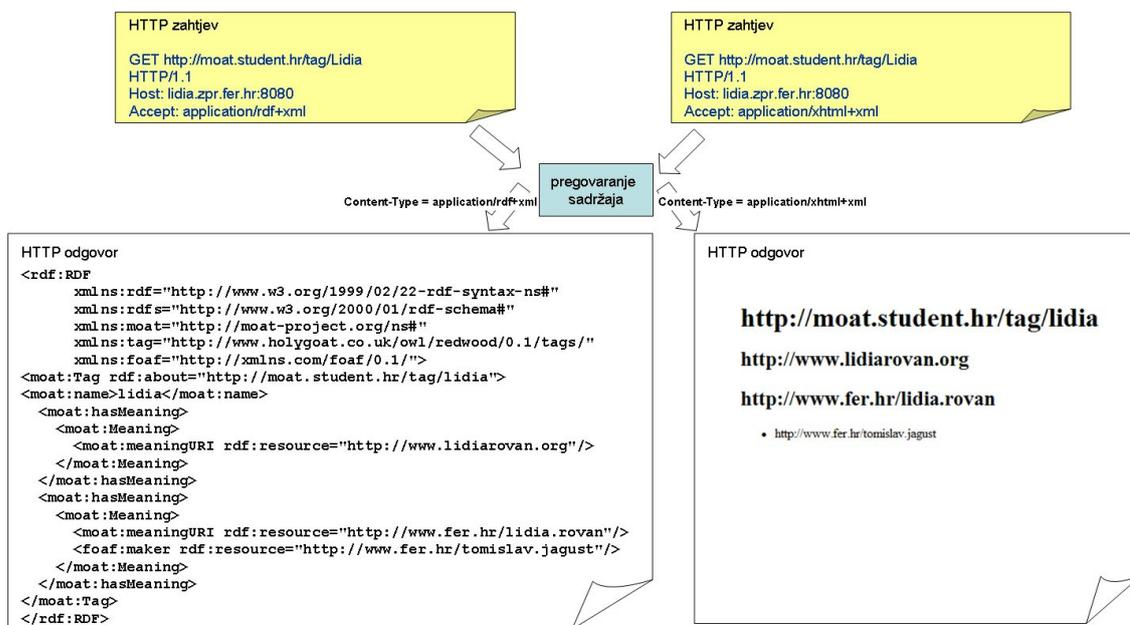 HTTP zahtjev
GET http://moat.student.hr/tag/Lidia
HTTP/1.1
Host: lidia.zpr.fer.hr:8080
Accept: application/rdf+xml
HTTP zahtjev
GET http://moat.student.hr/tag/Lidia
HTTP/1.1
Host: lidia.zpr.fer.hr:8080
Accept: application/xhtml+xml
pregovaranje
sadržaja
Content-Type = application/rdf+xml
Content-Type = application/xhtml+xml
HTTP odgovor
<rdf:RDF
xmlns:rdf="http://www.w3.org/1999/02/22-rdf-syntax-ns#"
xmlns:rdfs="http://www.w3.org/2000/01/rdf-schema#"
xmlns:moat="http://moat-project.org/ns#"
xmlns:tag="http://www.holygoat.co.uk/owl/redwood/0.1/tags/"
xmlns:foaf="http://xmlns.com/foaf/0.1/">
<moat:Tag rdf:about="http://moat.student.hr/tag/lidia">
<moat:name>lidia</moat:name>
<moat:hasMeaning>
<moat:Meaning>
<moat:meaningURI rdf:resource="http://www.lidiarovan.org"/>
</moat:Meaning>
</moat:hasMeaning>
<moat:hasMeaning>
<moat:Meaning>
<moat:meaningURI rdf:resource="http://www.fer.hr/lidia.rovan"/>
<foaf:maker rdf:resource="http://www.fer.hr/tomislav.jagust"/>
</moat:Meaning>
</moat:hasMeaning>
</moat:Tag>
</rdf:RDF>
HTTP odgovor
http://moat.student.hr/tag/lidia
http://www.lidiarovan.org
http://www.fer.hr/lidia.rovan
• http://www.fer.hr/tomislav.jagust